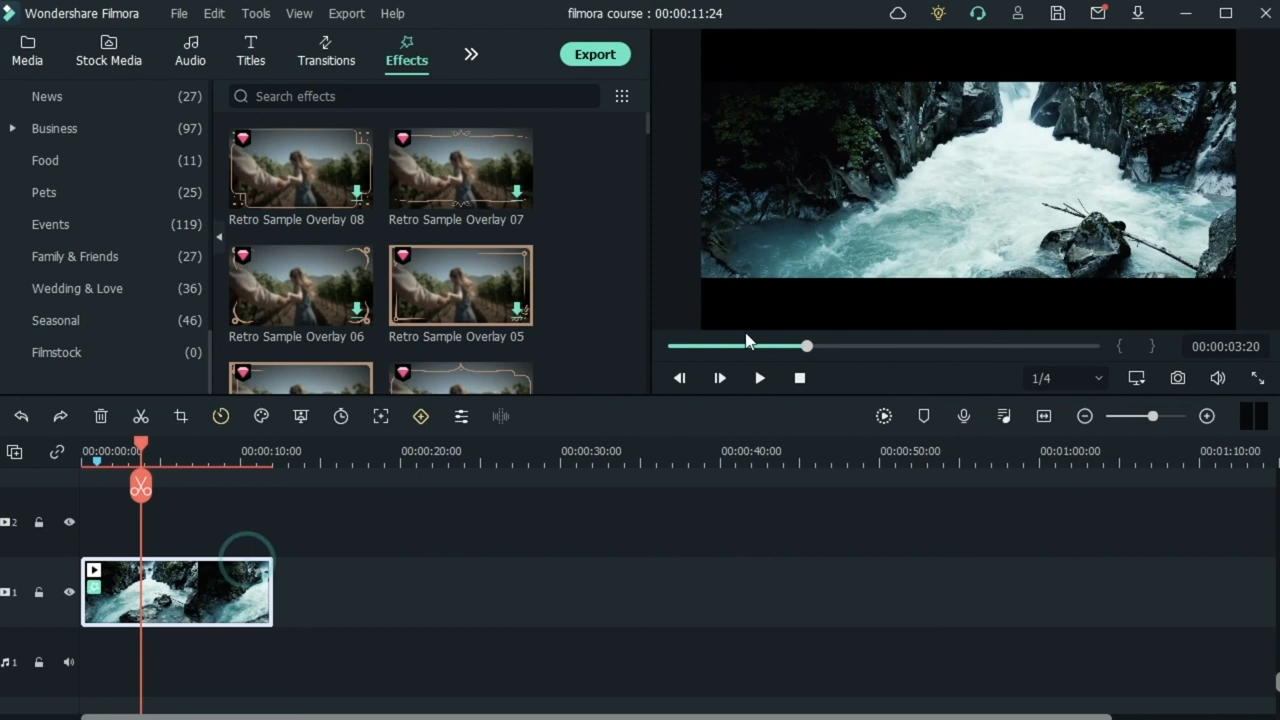 Wondershare Filmora File Edit Tools View Export Help filmora course : 00:00:11:24
Media Stock Media Audio Titles Transitions Effects Export
News (27)
Business (97)
Food (11)
Pets (25)
Events (119)
Family & Friends (27)
Wedding & Love (36)
Seasonal (46)
Filmstock (0)
Search effects
Retro Sample Overlay 08 Retro Sample Overlay 07
Retro Sample Overlay 06 Retro Sample Overlay 05
{ } 00:00:03:20
1/4
00:00:00:00 00:00:10:00 00:00:20:00 00:00:30:00 00:00:40:00 00:00:50:00 00:01:00:00 00:01:10:00
2
1
1